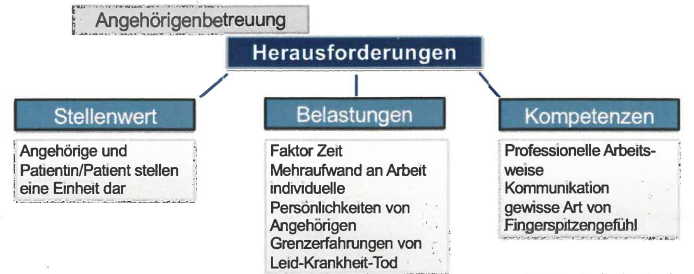 Angehörigenbetreuung
Herausforderungen
Stellenwert
Angehörige und
Patientin/Patient stellen
eine Einheit dar
Belastungen
Faktor Zeit
Mehraufwand an Arbeit
individuelle
Persönlichkeiten von
Angehörigen
Grenzerfahrungen von
Leid-Krankheit-Tod
Kompetenzen
Professionelle Arbeits-
weise
Kommunikation
gewisse Art von
Fingerspitzengefühl